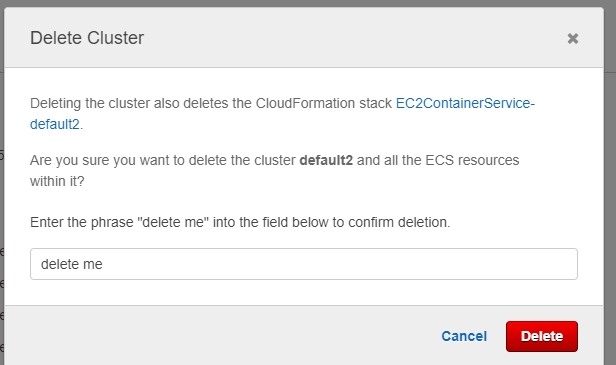 Delete Cluster
Deleting the cluster also deletes the CloudFormation stack EC2ContainerService-
default2.
Are you sure you want to delete the cluster default2 and all the ECS resources
within it?
Enter the phrase "delete me" into the field below to confirm deletion.
delete me
Cancel Delete